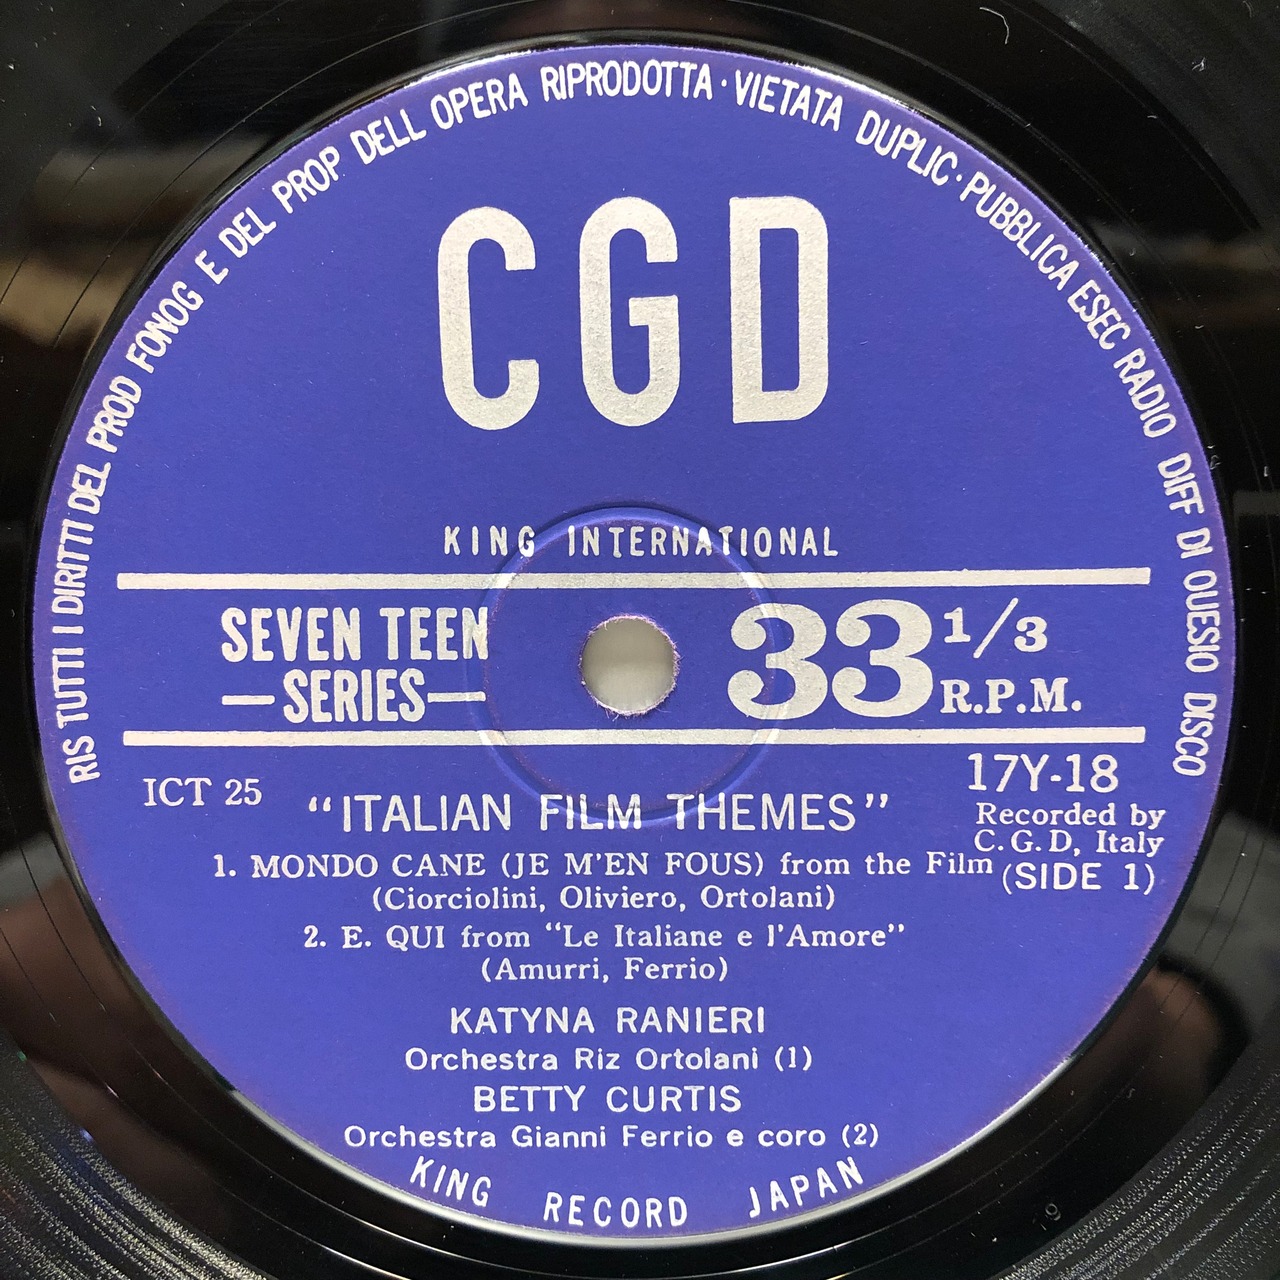 RIS TUTTI I DIRITTI DEL PROD FONOG E DEL PROP DELL OPERA RIPRODOTTA · VIETATA DUPLIC · PUBBLICA ESEC RADIO DIFF DI QUESIO DISCO
CGD
KING INTERNATIONAL
SEVEN TEEN
—SERIES—
33 1/3
R.P.M.
ICT 25
17Y-18
"ITALIAN FILM THEMES"
Recorded by
C.G.D, Italy
(SIDE 1)
1. MONDO CANE (JE M'EN FOUS) from the Film
(Ciorciolini, Oliviero, Ortolani)
2. E. QUI from "Le Italiane e l'Amore"
(Amurri, Ferrio)
KATYNA RANIERI
Orchestra Riz Ortolani (1)
BETTY CURTIS
Orchestra Gianni Ferrio e coro (2)
KING RECORD JAPAN